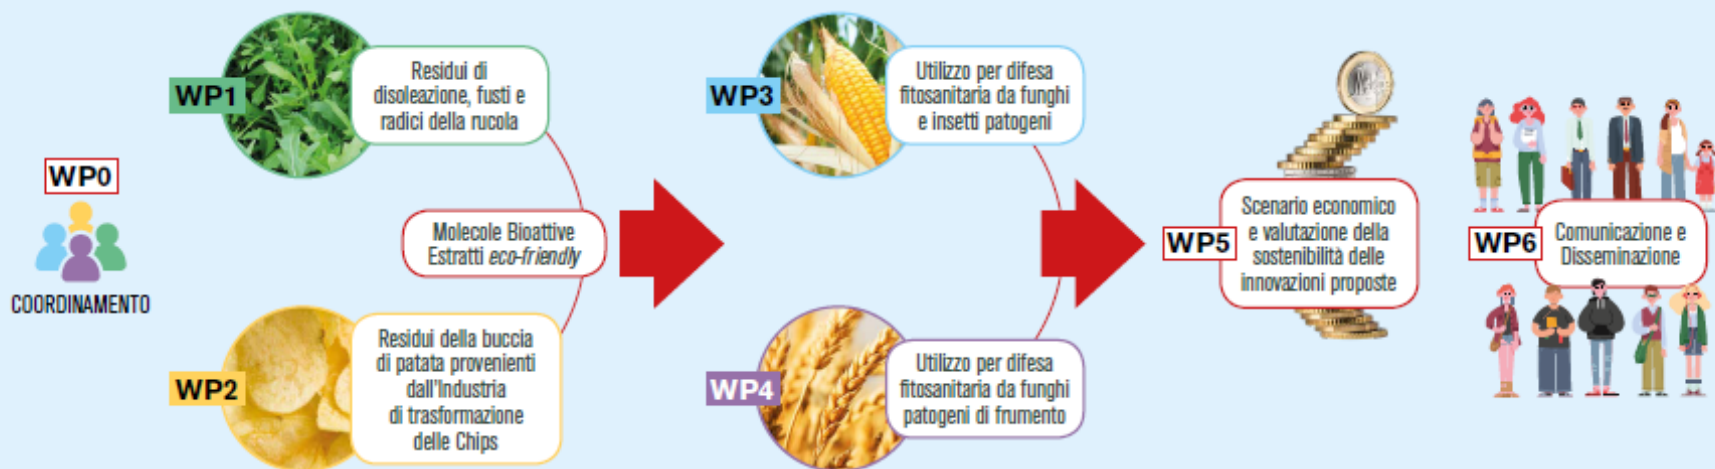 WP0
COORDINAMENTO
WP1
Residui di
disoleazione, fusti e
radici della rucola
Molecole Bioattive
Estratti eco-friendly
WP2
Residui della buccia
di patata provenienti
dall'Industria
di trasformazione
delle Chips
WP3
Utilizzo per difesa
fitosanitaria da funghi
e insetti patogeni
WP4
Utilizzo per difesa
fitosanitaria da funghi
patogeni di frumento
WP5
Scenario economico
e valutazione della
sostenibilità delle
innovazioni proposte
WP6
Comunicazione e
Disseminazione